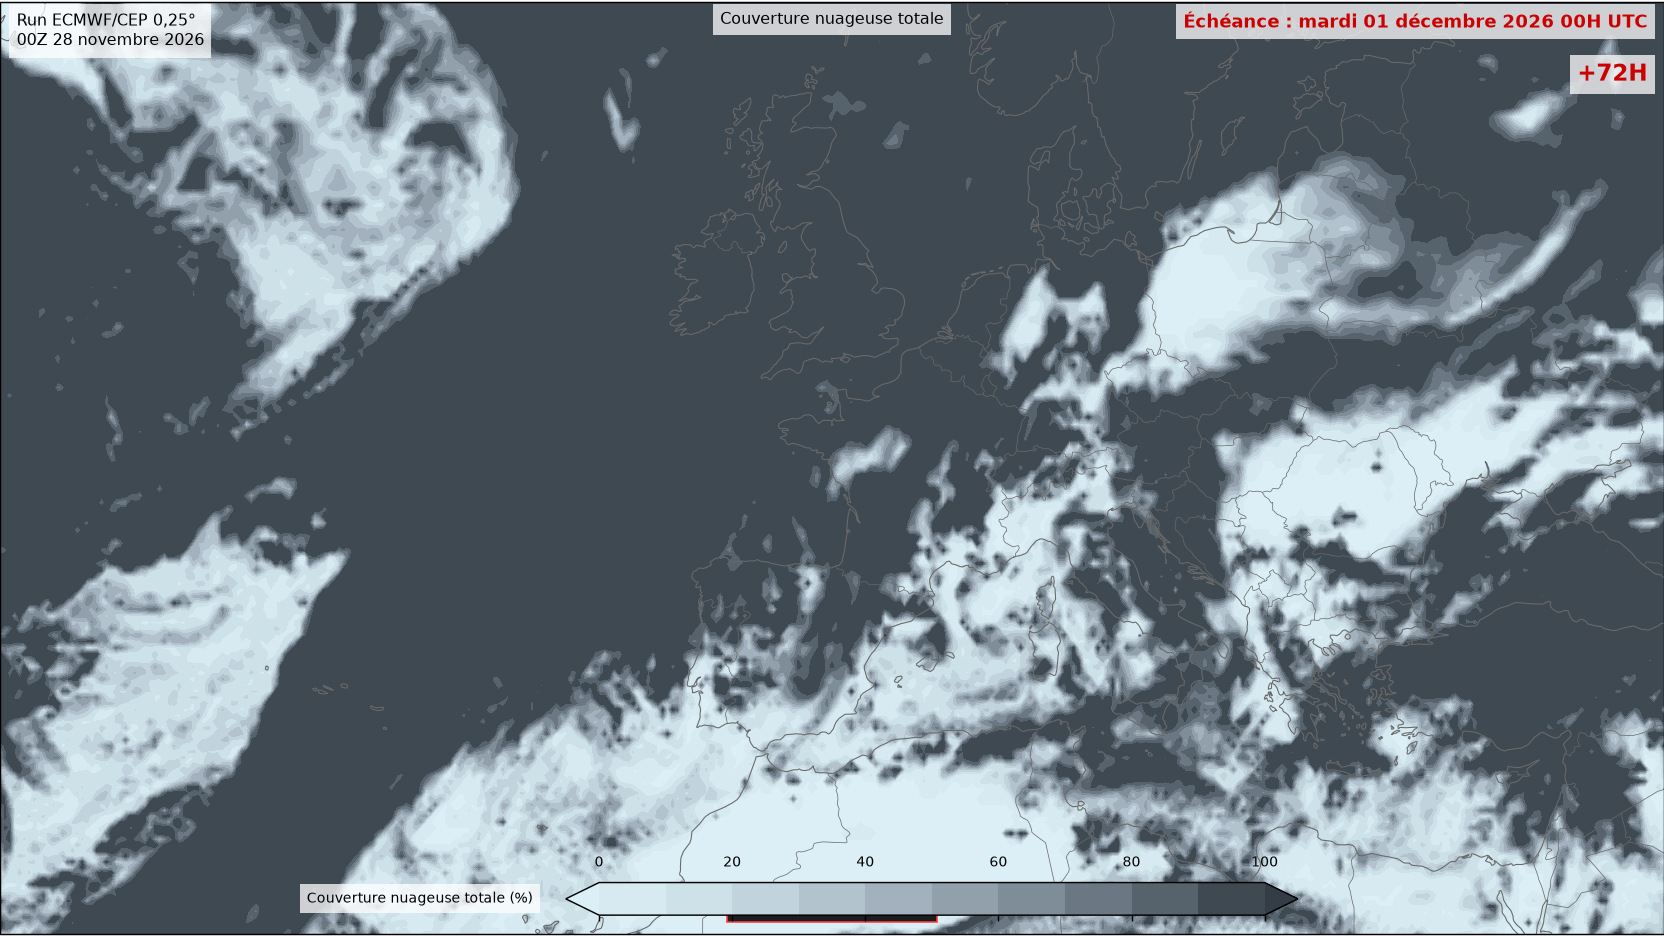 Run ECMWF/CEP 0,25°
00Z 28 novembre 2026
Couverture nuageuse totale
Échéance : mardi 01 décembre 2026 00H UTC
+72H
0 20 40 60 80 100
Couverture nuageuse totale (%)